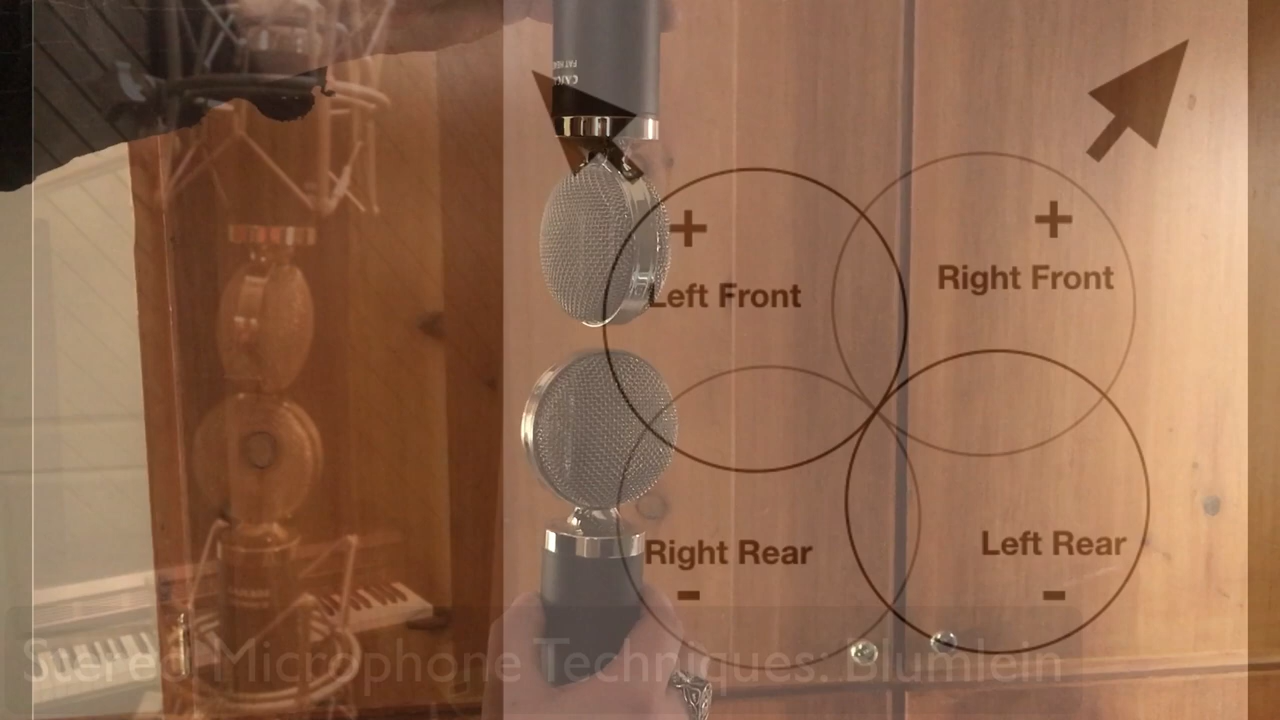 +
+
Left Front
Right Front
Right Rear
Left Rear
-
-
Stereo Microphone Techniques: Blumlein